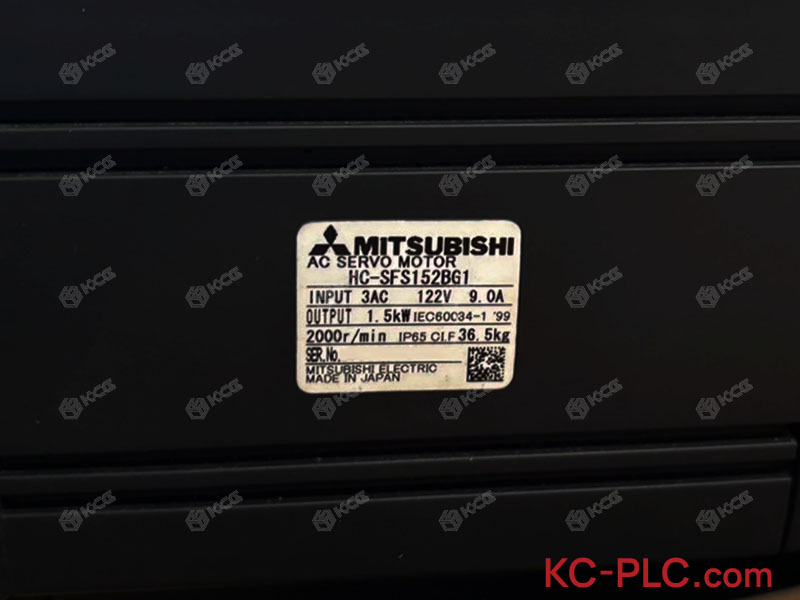 MITSUBISHI
AC SERVO MOTOR
HC-SFS152BG1
INPUT 3AC 122V 9.0A
OUTPUT 1.5kW IEC60034-1 '99
2000r/min IP65 Cl.F 36.5kg
SER.No.
MITSUBISHI ELECTRIC
MADE IN JAPAN
KC-PLC.com